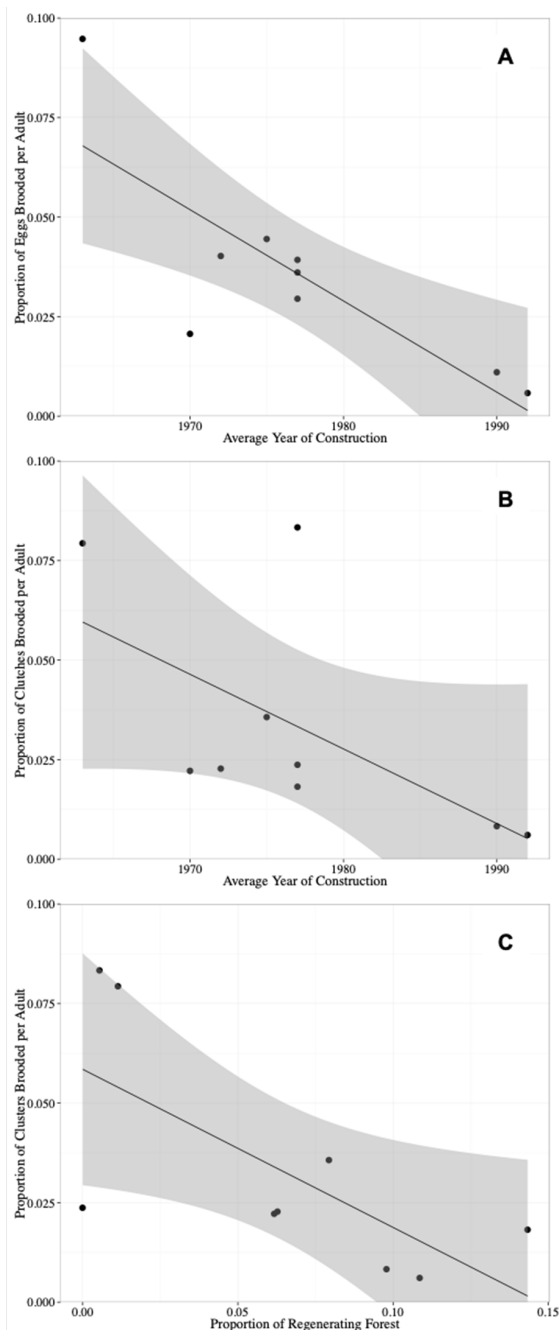 A
Proportion of Eggs Brooded per Adult
0.100
0.075
0.050
0.025
0.000
1970 1980 1990
Average Year of Construction
B
Proportion of Clutches Brooded per Adult
0.100
0.075
0.050
0.025
0.000
1970 1980 1990
Average Year of Construction
C
Proportion of Clusters Brooded per Adult
0.100
0.075
0.050
0.025
0.000
0.00 0.05 0.10 0.15
Proportion of Regenerating Forest